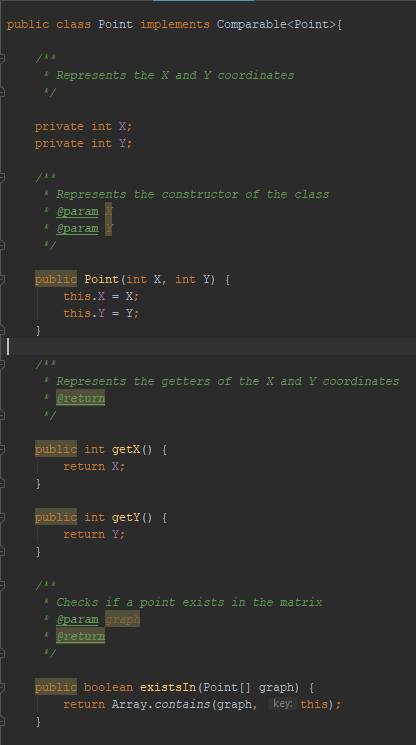 public class Point implements Comparable<Point>{
/**
* Represents the X and Y coordinates
*/
private int X;
private int Y;
/**
* Represents the constructor of the class
* @param X
* @param Y
*/
public Point(int X, int Y) {
this.X = X;
this.Y = Y;
}
/**
* Represents the getters of the X and Y coordinates
* @return
*/
public int getX() {
return X;
}
public int getY() {
return Y;
}
/**
* Checks if a point exists in the matrix
* @param graph
* @return
*/
public boolean existsIn(Point[] graph) {
return Array.contains(graph, key: this);
}